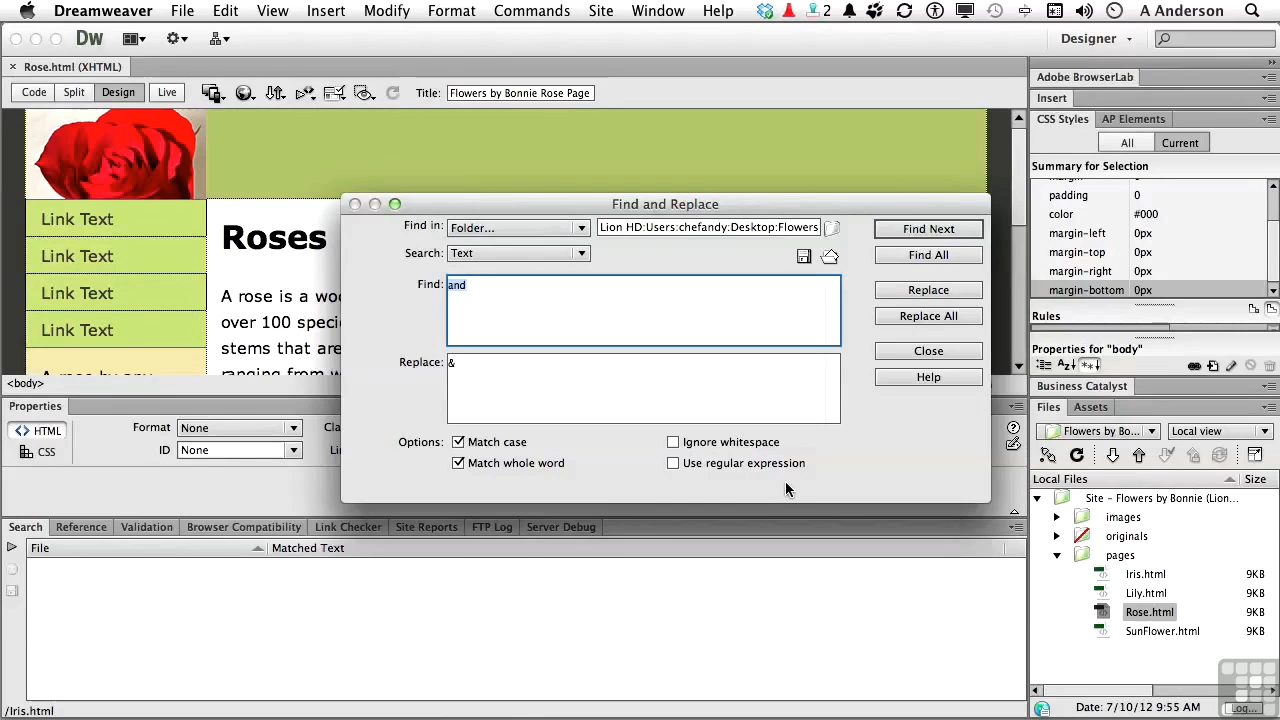 Dreamweaver File Edit View Insert Modify Format Commands Site Window Help 2 A Anderson
Dw Designer
× Rose.html (XHTML)
Code Split Design Live Title: Flowers by Bonnie Rose Page
Link Text
Link Text
Link Text
Link Text
Roses
A rose is a
over 100
stems that are
ranging from
A rose by any
<body>
Find and Replace
Find in: Folder... Lion HD:Users:chefandy:Desktop:Flowers
Search: Text
Find: and
Replace: &
Options: Match case
Match whole word
Ignore whitespace
Use regular expression
Find Next
Find All
Replace
Replace All
Close
Help
Properties
HTML
CSS
Format None
ID None
Search Reference Validation Browser Compatibility Link Checker Site Reports FTP Log Server Debug
File Matched Text
/Iris.html
Adobe BrowserLab
Insert
CSS Styles AP Elements
All Current
Summary for Selection
margin
padding 0
color #000
margin-left 0px
margin-top 0px
margin-right 0px
margin-bottom 0px
Rules
Properties for "body"
Az↓ **↓
Business Catalyst
Files Assets
Flowers by Bo... Local view
Local Files Size
Site - Flowers by Bonnie (Lion...
images
originals
pages
Iris.html 9KB
Lily.html 9KB
Rose.html 9KB
SunFlower.html 9KB
Date: 7/10/12 9:55 AM Log...